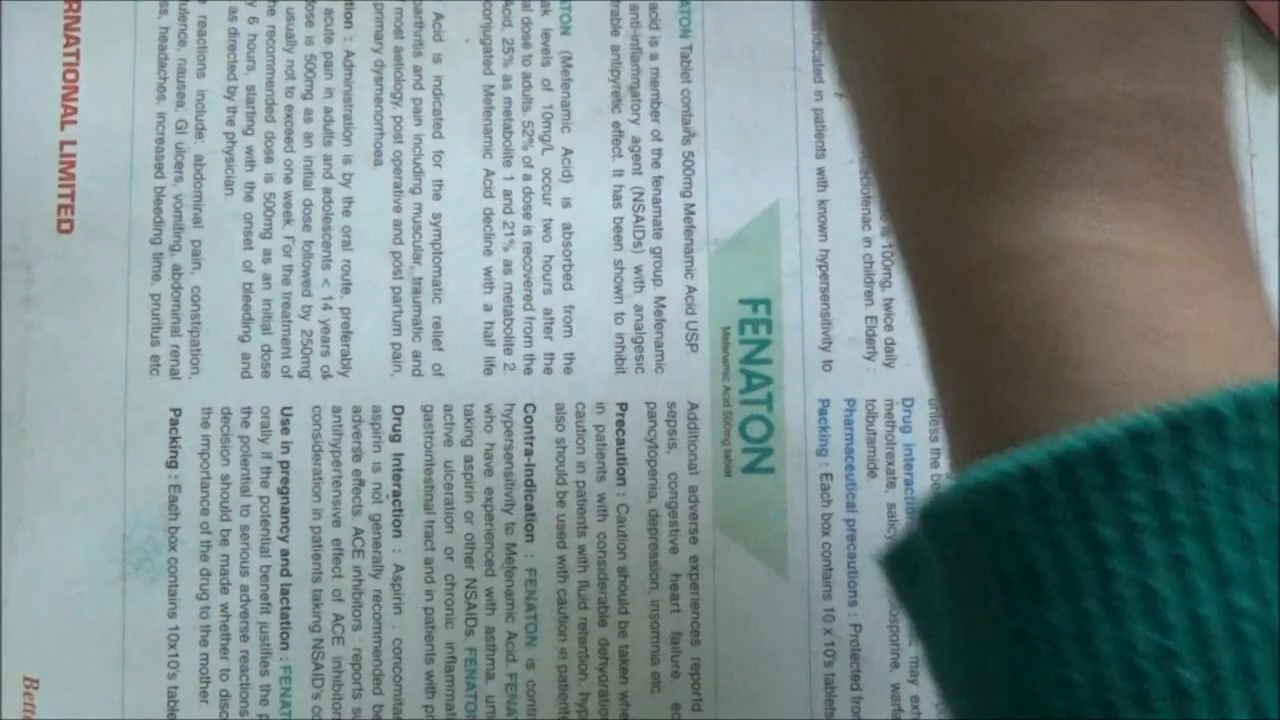 indicated in patients with known hypersensitivity to
is 100mg, twice daily.
aceclofenac in children. Elderly :
unless the be
Drug interaction
methotrexate, salicy
tolbutamide.
may
osporine,
Pharmaceutical precautions : Protected from
Packing : Each box contains 10 x 10's tablets
FENATON
Mefenamic Acid 500mg tablet
ATON Tablet contains 500mg Mefenamic Acid USP
acid is a member of the fenamate group. Mefenamic
anti-inflammatory agent (NSAIDs) with analgesic
rable antipyretic effect. It has been shown to inhibit
TON (Mefenamic Acid) is absorbed from the
ak levels of 10mg/L occur two hours after the
al dose to adults. 52% of a dose is recovered from the
Acid, 25% as metabolite 1 and 21% as metabolite 2.
conjugated Mefenamic Acid decline with a half life
Acid is indicated for the symptomatic relief of
arthritis and pain including muscular, traumatic and
most aetiology, post operative and post partum pain,
primary dysmenorrhoea.
tion : Administration is by the oral route, preferably
acute pain in adults and adolescents < 14 years of
dose is 500mg as an initial dose followed by 250mg
usually not to exceed one week. For the treatment of
he recommended dose is 500mg as an initial dose
y 6 hours, starting with the onset of bleeding and
as directed by the physician.
reactions include: abdominal pain, constipation,
ulence, nausea, GI ulcers, vomiting, abdominal renal
ss, headaches, increased bleeding time, pruritus etc.
Additional adverse experiences reportd
sepsis, congestive heart failure,
pancytopenia, depression, insomnia etc.
Precaution : Caution should be taken whe
in patients with considerable dehydratio
caution in patients with fluid retention, hyp
also should be used with caution in patients
Contra-Indication : FENATON is contr
hypersensitivity to Mefenamic Acid. FENA
who have experienced with asthma, urti
taking aspirin or other NSAIDs. FENATON
active ulceration or chronic inflammat
gastrointestinal tract and in patients with pr
Drug Interaction : Aspirin : concomita
aspirin is not generally recommended be
adverse effects. ACE inhibitors : reports su
antihypertensive effect of ACE inhibitor
consideration in patients taking NSAID's co
Use in pregnancy and lactation : FENAT
orally if the potential benefit justifies the p
the potential to serious adverse reactions
decision should be made whether to disc
the importance of the drug to the mother.
Packing : Each box contains 10x10's table
RNATIONAL LIMITED
Bette